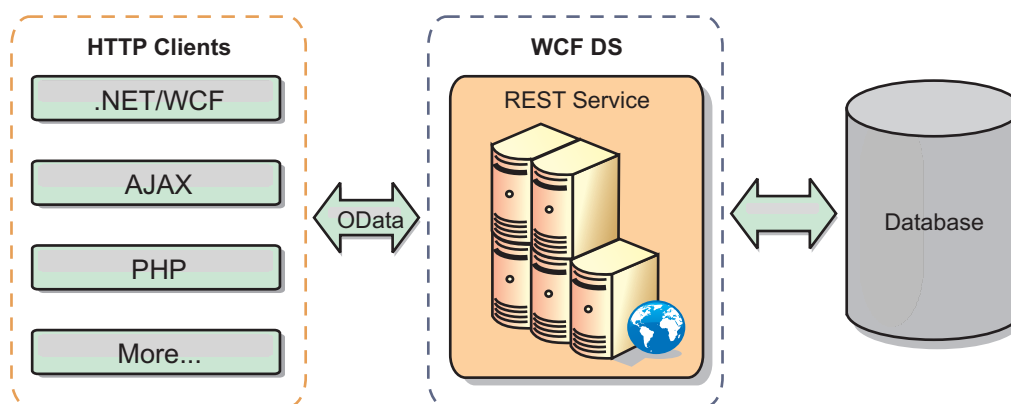 HTTP Clients
.NET/WCF
AJAX
PHP
More...
OData
WCF DS
REST Service
Database